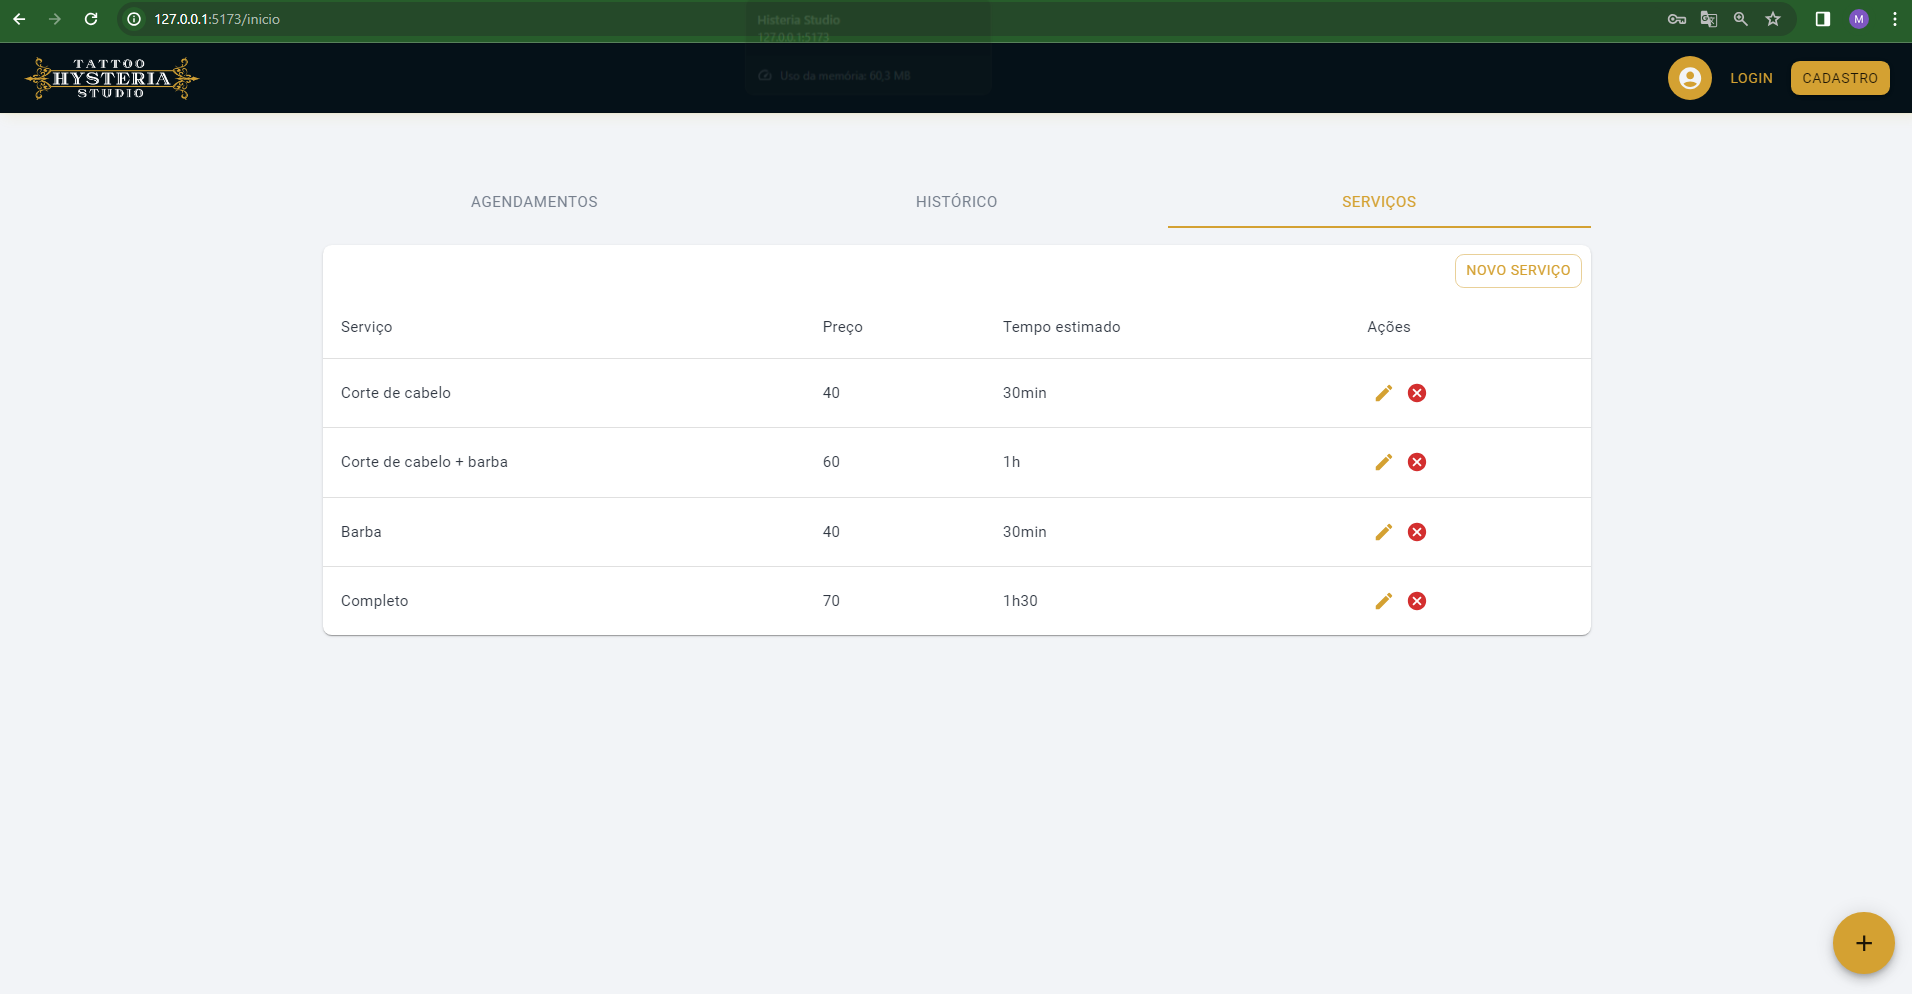 127.0.0.1:5173/inicio
Histeria Studio
127.0.0.1:5173
Uso da memória: 60,3 MB
M
TATTOO
HYSTERIA
STUDIO
LOGIN
CADASTRO
AGENDAMENTOS
HISTÓRICO
SERVIÇOS
NOVO SERVIÇO
Serviço Preço Tempo estimado Ações
Corte de cabelo 40 30min
Corte de cabelo + barba 60 1h
Barba 40 30min
Completo 70 1h30